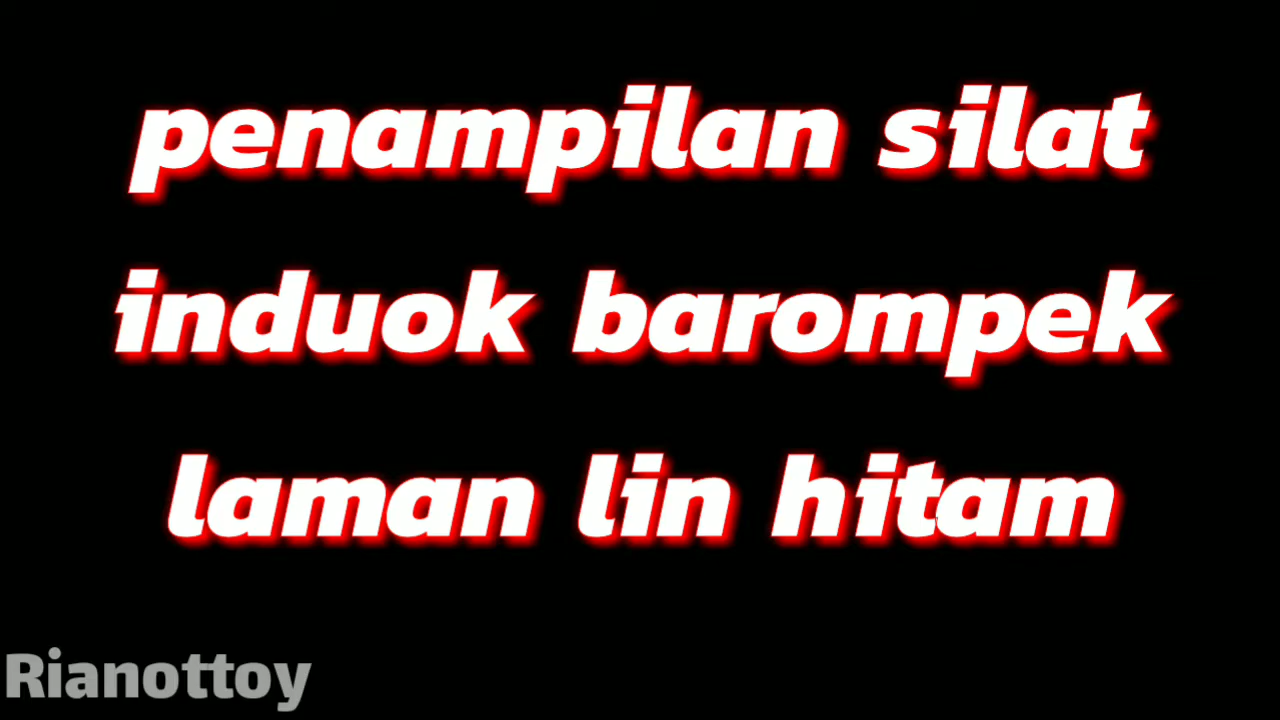 penampilan silat
induok barompek
laman lin hitam
Rianottoy